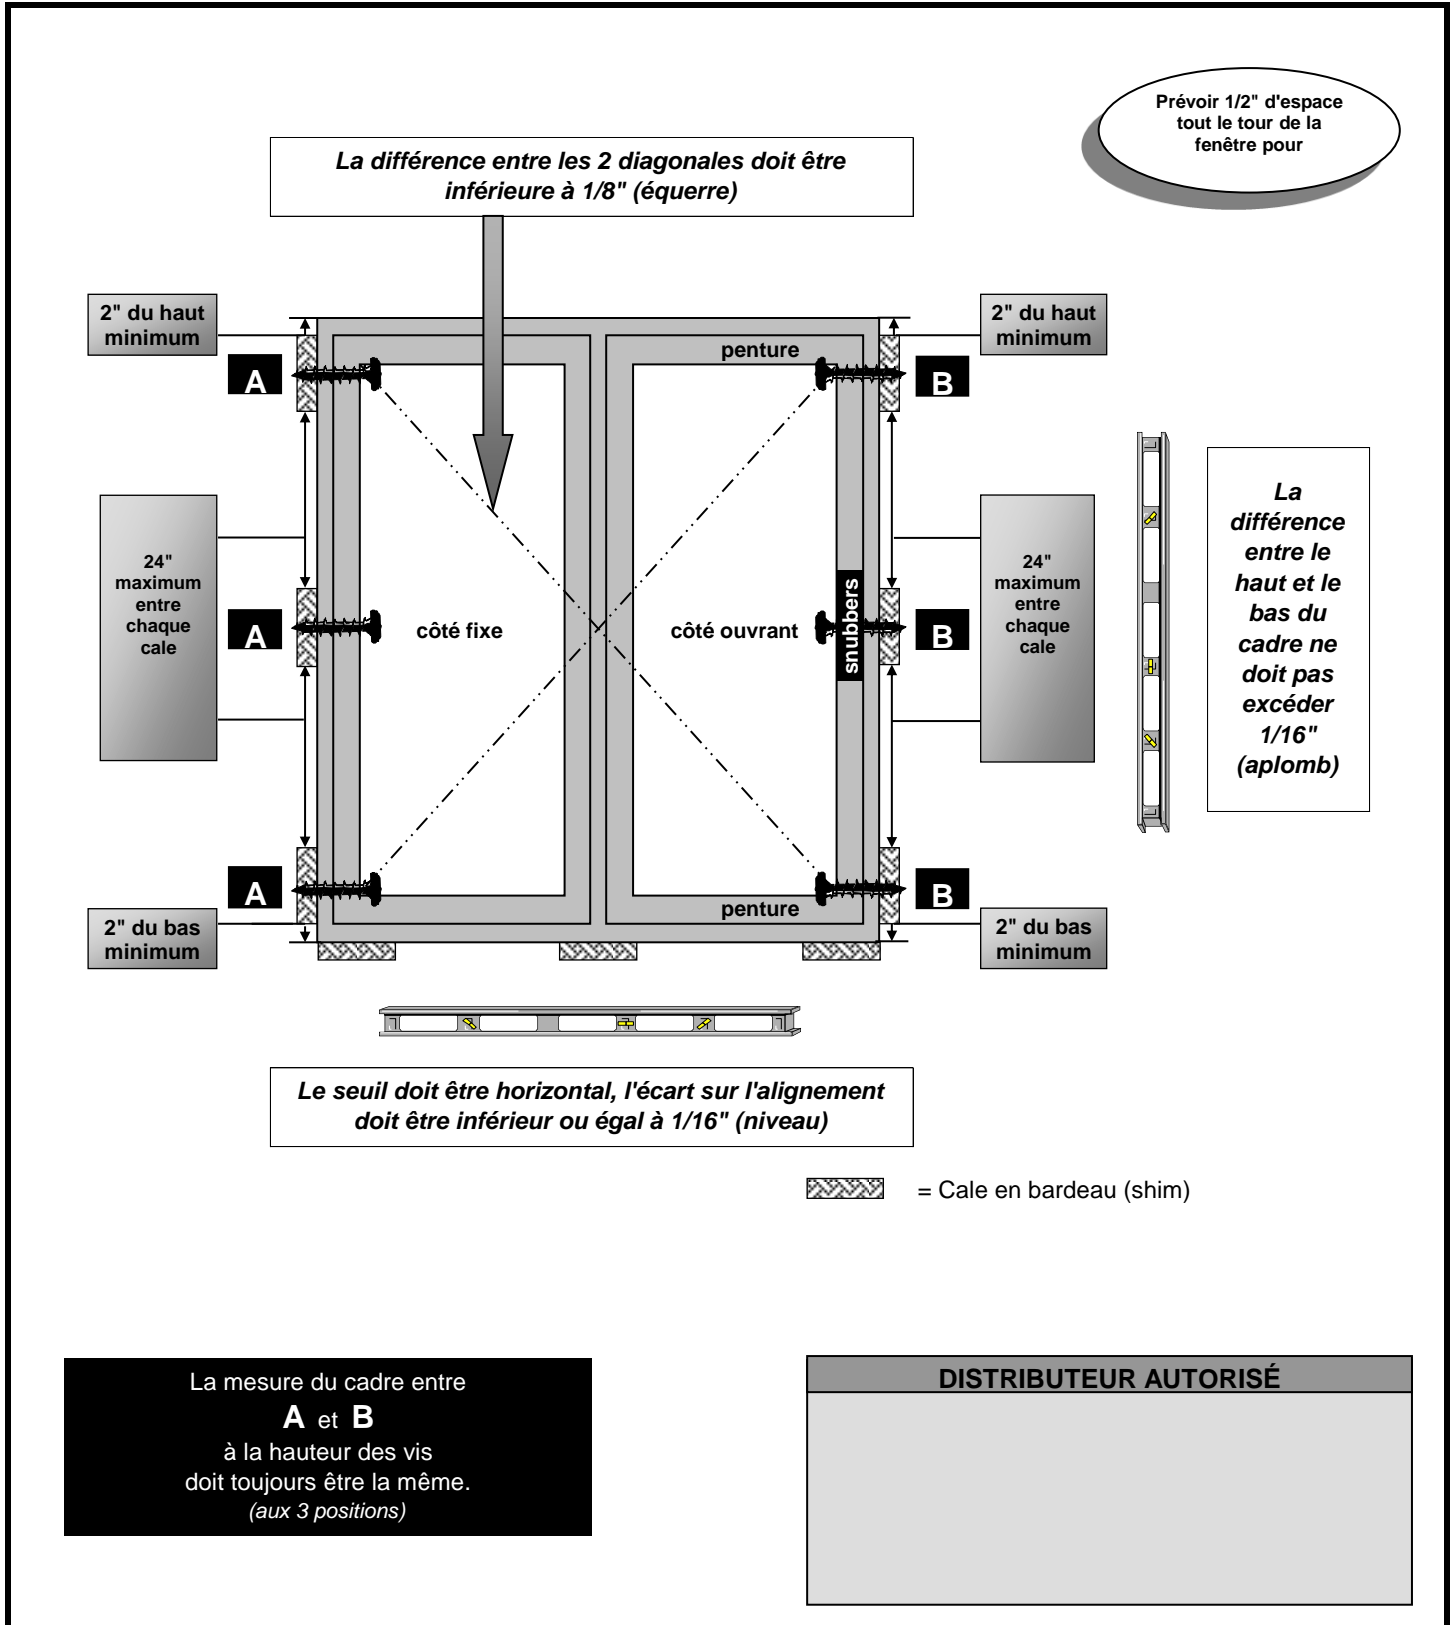 Prévoir 1/2" d'espace
tout le tour de la
fenêtre pour
La différence entre les 2 diagonales doit être
inférieure à 1/8" (équerre)
2" du haut
minimum
2" du haut
minimum
penture
A
B
24"
maximum
entre
chaque
cale
A
côté fixe
côté ouvrant
snubbers
B
24"
maximum
entre
chaque
cale
La
différence
entre le
haut et le
bas du
cadre ne
doit pas
excéder
1/16"
(aplomb)
A
B
penture
2" du bas
minimum
2" du bas
minimum
Le seuil doit être horizontal, l'écart sur l'alignement
doit être inférieur ou égal à 1/16" (niveau)
= Cale en bardeau (shim)
La mesure du cadre entre
A et B
à la hauteur des vis
doit toujours être la même.
(aux 3 positions)
DISTRIBUTEUR AUTORISÉ